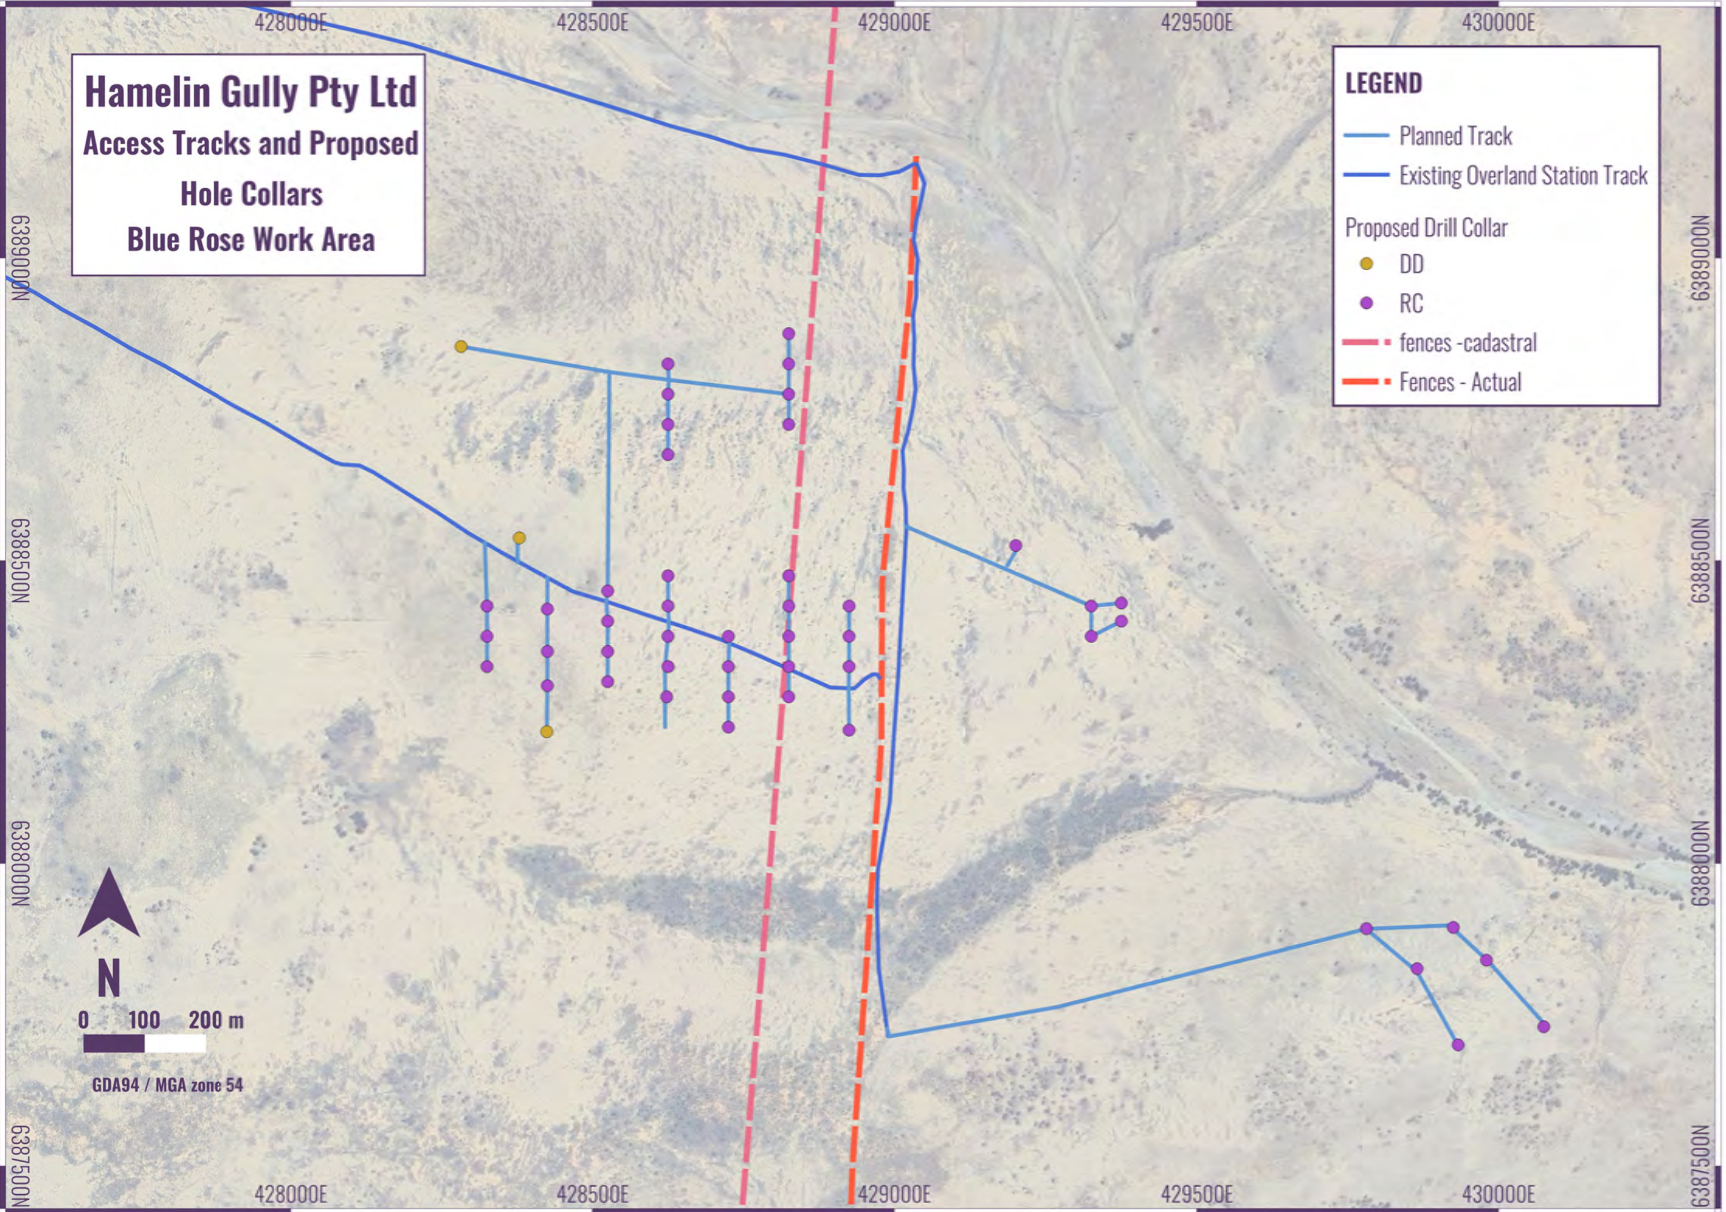 428000E
428500E
429000E
429500E
430000E
Hamelin Gully Pty Ltd
Access Tracks and Proposed
Hole Collars
Blue Rose Work Area
LEGEND
Planned Track
Existing Overland Station Track
Proposed Drill Collar
DD
RC
fences -cadastral
Fences - Actual
6389000N
6389000N
6388500N
6388500N
6388000N
6388000N
N
0 100 200 m
GDA94 / MGA zone 54
6387500N
6387500N
428000E
428500E
429000E
429500E
430000E